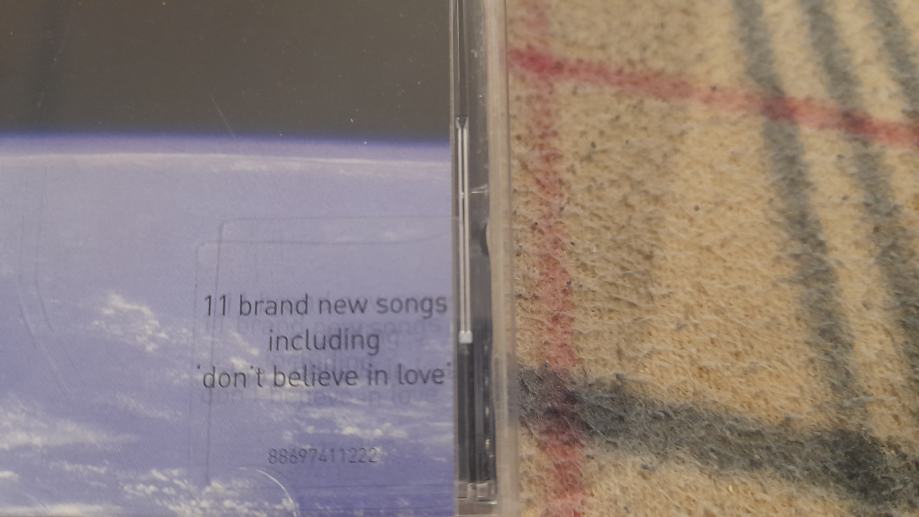 11 brand new songs
including
'don't believe in love'
88697411222